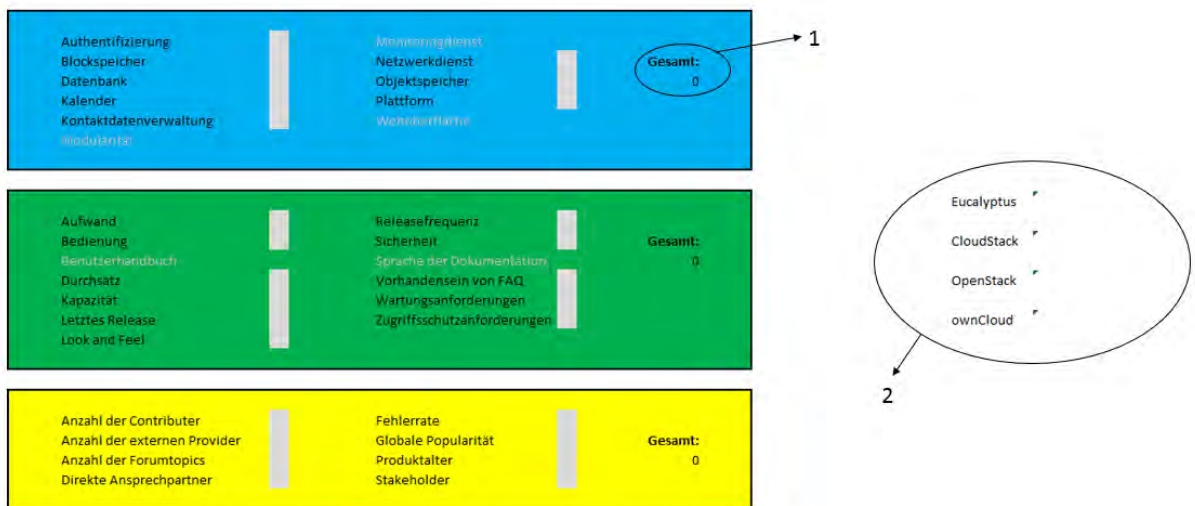 Authentifizierung
Blockspeicher
Datenbank
Kalender
Kontaktdatenverwaltung
Modularität
Monitoringdienst
Netzwerkdienst
Objektspeicher
Plattform
Weboberfläche
Gesamt:
0
1
Aufwand
Bedienung
Benutzerhandbuch
Durchsatz
Kapazität
Letztes Release
Look and Feel
Releasefrequenz
Sicherheit
Sprache der Dokumentation
Vorhandensein von FAQ
Wartungsanforderungen
Zugriffsschutzanforderungen
Gesamt:
0
Eucalyptus
CloudStack
OpenStack
ownCloud
2
Anzahl der Contributer
Anzahl der externen Provider
Anzahl der Forumtopics
Direkte Ansprechpartner
Fehlerrate
Globale Popularität
Produktalter
Stakeholder
Gesamt:
0